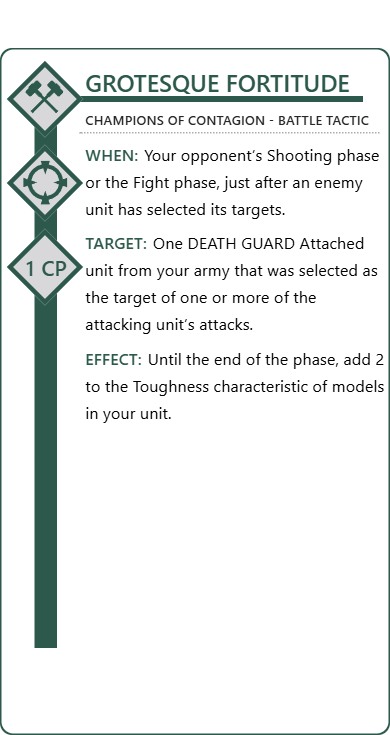 GROTESQUE FORTITUDE
CHAMPIONS OF CONTAGION - BATTLE TACTIC
WHEN: Your opponent's Shooting phase
or the Fight phase, just after an enemy
unit has selected its targets.
TARGET: One DEATH GUARD Attached
unit from your army that was selected as
the target of one or more of the
attacking unit's attacks.
1 CP
EFFECT: Until the end of the phase, add 2
to the Toughness characteristic of models
in your unit.